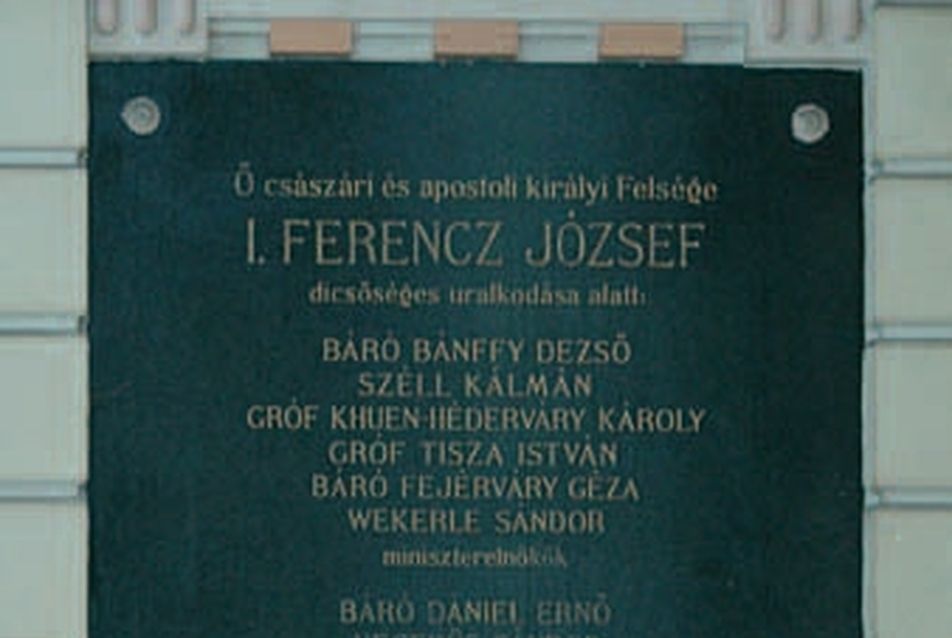 Ő császári és apostoli királyi Felsége
I. FERENCZ JÓZSEF
dicsőséges uralkodása alatt:
BÁRÓ BÁNFFY DEZSŐ
SZÉLL KÁLMÁN
GRÓF KHUEN-HÉDERVÁRY KÁROLY
GRÓF TISZA ISTVÁN
BÁRÓ FEJÉRVÁRY GÉZA
WEKERLE SÁNDOR
miniszterelnökök
BÁRÓ DÁNIEL ERNŐ